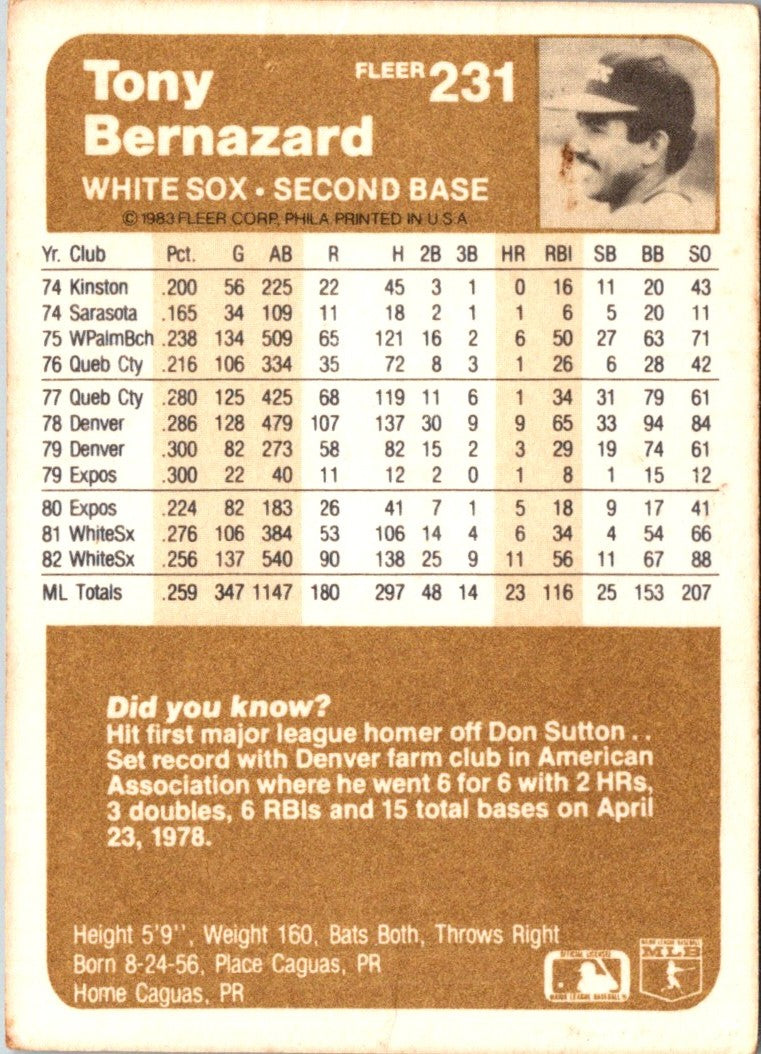 Tony
FLEER 231
Bernazard
WHITE SOX • SECOND BASE
© 1983 FLEER CORP, PHILA PRINTED IN U.S.A
Yr. Club Pct. G AB R H 2B 3B HR RBI SB BB SO
74 Kinston .200 56 225 22 45 3 1 0 16 11 20 43
74 Sarasota .165 34 109 11 18 2 1 1 6 5 20 11
75 WPalmBch .238 134 509 65 121 16 2 6 50 27 63 71
76 Queb Cty .216 106 334 35 72 8 3 1 26 6 28 42
77 Queb Cty .280 125 425 68 119 11 6 1 34 31 79 61
78 Denver .286 128 479 107 137 30 9 9 65 33 94 84
79 Denver .300 82 273 58 82 15 2 3 29 19 74 61
79 Expos .300 22 40 11 12 2 0 1 8 1 15 12
80 Expos .224 82 183 26 41 7 1 5 18 9 17 41
81 WhiteSx .276 106 384 53 106 14 4 6 34 4 54 66
82 WhiteSx .256 137 540 90 138 25 9 11 56 11 67 88
ML Totals .259 347 1147 180 297 48 14 23 116 25 153 207
Did you know?
Hit first major league homer off Don Sutton . .
Set record with Denver farm club in American
Association where he went 6 for 6 with 2 HRs,
3 doubles, 6 RBIs and 15 total bases on April
23, 1978.
Height 5'9'', Weight 160, Bats Both, Throws Right
Born 8-24-56, Place Caguas, PR
Home Caguas, PR
OFFICIAL LICENSEE
MAJOR LEAGUE BASEBALL
MAJOR LEAGUE BASEBALL
MLB